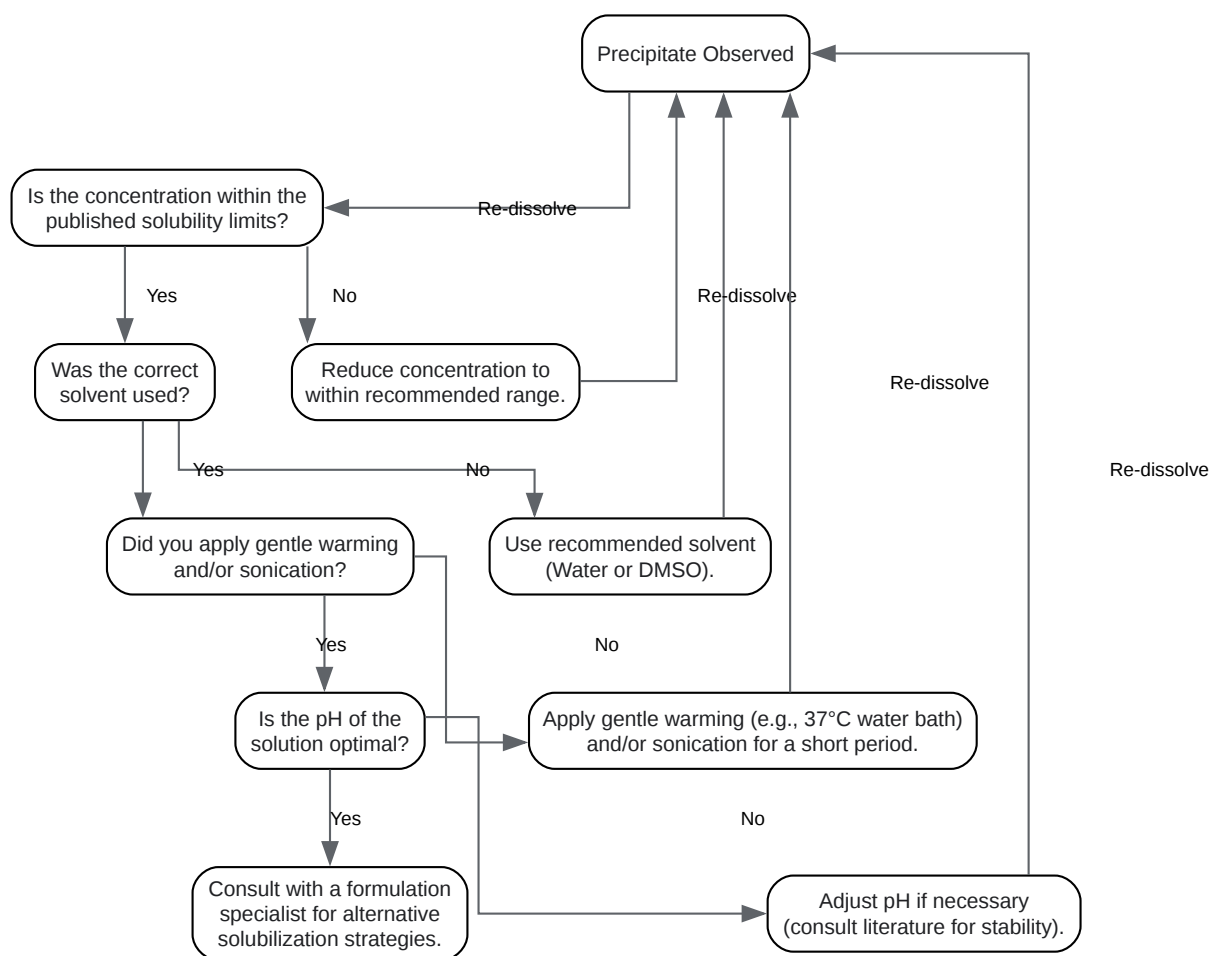 Precipitate Observed
Is the concentration within the
published solubility limits?
Re-dissolve
Yes
No
Re-dissolve
Was the correct
solvent used?
Reduce concentration to
within recommended range.
Re-dissolve
Yes
No
Re-dissolve
Did you apply gentle warming
and/or sonication?
Use recommended solvent
(Water or DMSO).
Yes
No
Is the pH of the
solution optimal?
Apply gentle warming (e.g., 37°C water bath)
and/or sonication for a short period.
Yes
No
Consult with a formulation
specialist for alternative
solubilization strategies.
Adjust pH if necessary
(consult literature for stability).